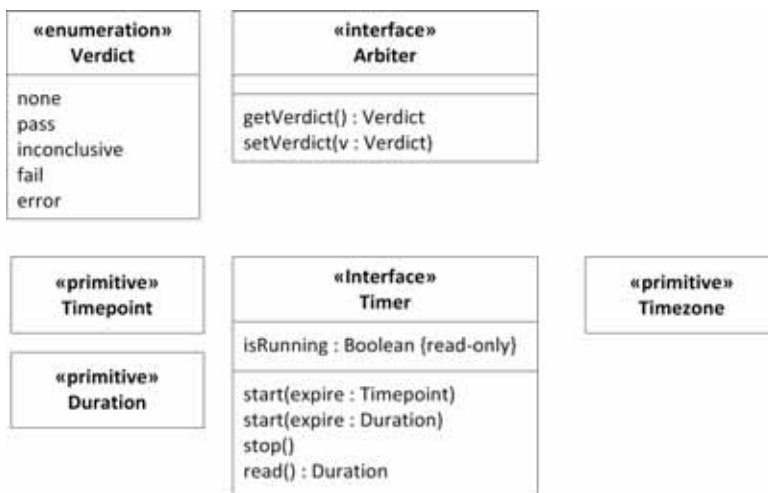 «enumeration»
Verdict
none
pass
inconclusive
fail
error
«interface»
Arbiter
getVerdict() : Verdict
setVerdict(v : Verdict)
«primitive»
Timepoint
«primitive»
Duration
«Interface»
Timer
isRunning : Boolean {read-only}
start(expire : Timepoint)
start(expire : Duration)
stop()
read() : Duration
«primitive»
Timezone